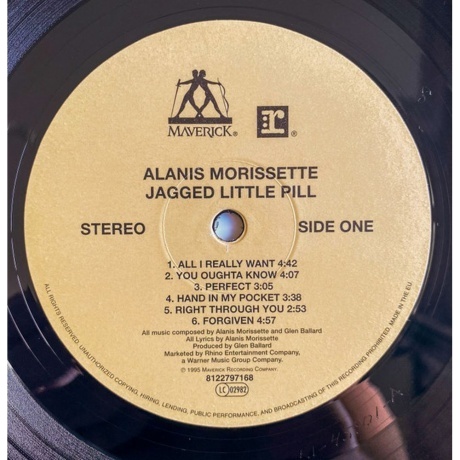 MAVERICK®
r ®
ALANIS MORISSETTE
JAGGED LITTLE PILL
STEREO
SIDE ONE
1. ALL I REALLY WANT 4:42
2. YOU OUGHTA KNOW 4:07
3. PERFECT 3:05
4. HAND IN MY POCKET 3:38
5. RIGHT THROUGH YOU 2:53
6. FORGIVEN 4:57
All music composed by Alanis Morissette and Glen Ballard
All Lyrics by Alanis Morissette
Produced by Glen Ballard
Marketed by Rhino Entertainment Company,
a Warner Music Group Company.
℗ 1995 MAVERICK RECORDING COMPANY.
8122797168
LC 02982
ALL RIGHTS RESERVED. UNAUTHORIZED COPYING, HIRING, LENDING, PUBLIC PERFORMANCE, AND BROADCASTING OF THIS RECORDING PROHIBITED. MADE IN THE EU.